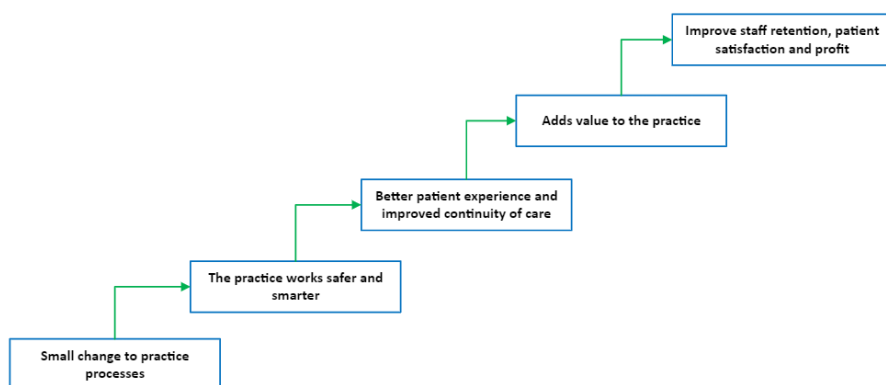 Improve staff retention, patient
satisfaction and profit
Adds value to the practice
Better patient experience and
improved continuity of care
The practice works safer and
smarter
Small change to practice
processes